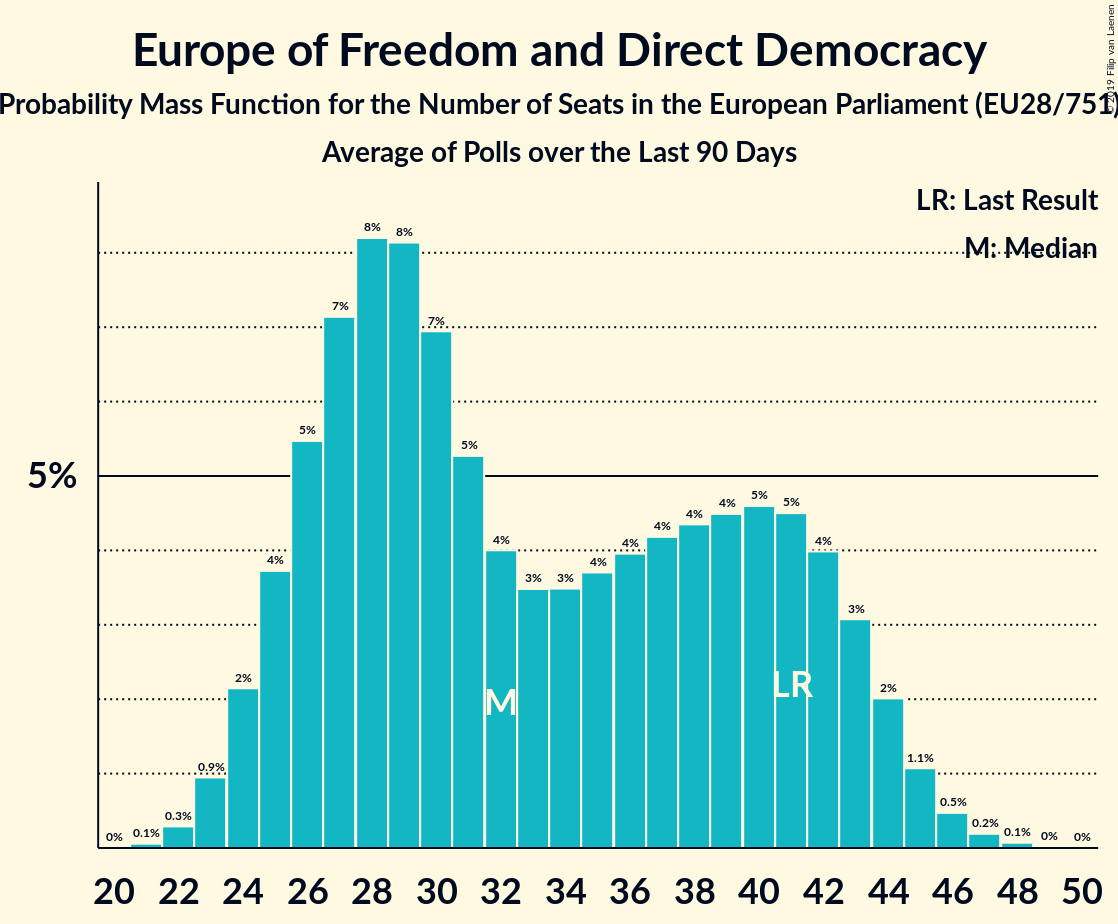 Europe of Freedom and Direct Democracy
Probability Mass Function for the Number of Seats in the European Parliament (EU28/751)
Average of Polls over the Last 90 Days
© 2019 Filip van Laenen
LR: Last Result
M: Median
5%
0% 0.1% 0.3% 0.9% 2% 4% 5% 7% 8% 8% 7% 5% 4% 3% 3% 4% 4% 4% 4% 4% 5% 5% 4% 3% 2% 1.1% 0.5% 0.2% 0.1% 0% 0%
M LR
20 22 24 26 28 30 32 34 36 38 40 42 44 46 48 50